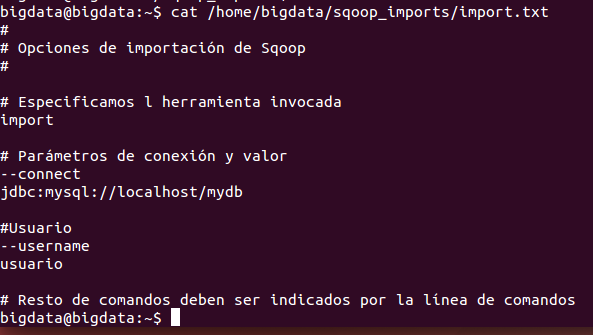 bigdata@bigdata:~$ cat /home/bigdata/sqoop_imports/import.txt
#
# Opciones de importación de Sqoop
#
# Especificamos l herramienta invocada
import
# Parámetros de conexión y valor
--connect
jdbc:mysql://localhost/mydb
#Usuario
--username
usuario
# Resto de comandos deben ser indicados por la línea de comandos
bigdata@bigdata:~$